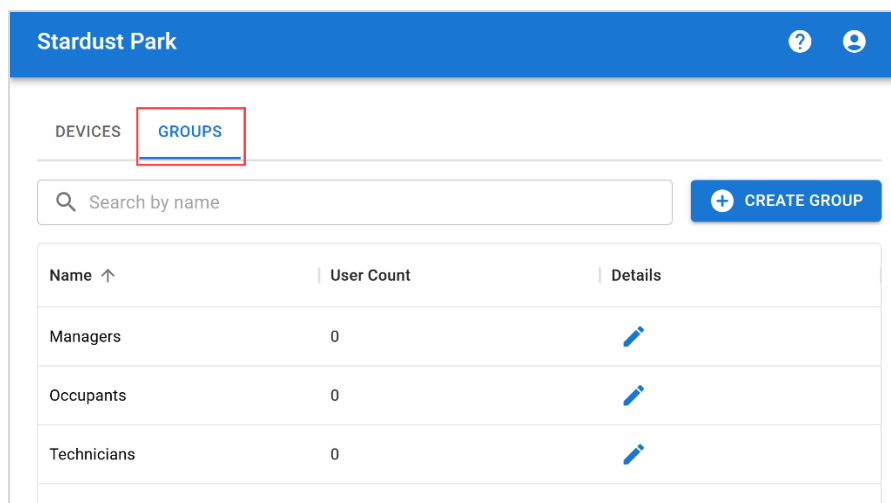 Stardust Park
DEVICES GROUPS
Search by name CREATE GROUP
Name User Count Details
Managers 0
Occupants 0
Technicians 0